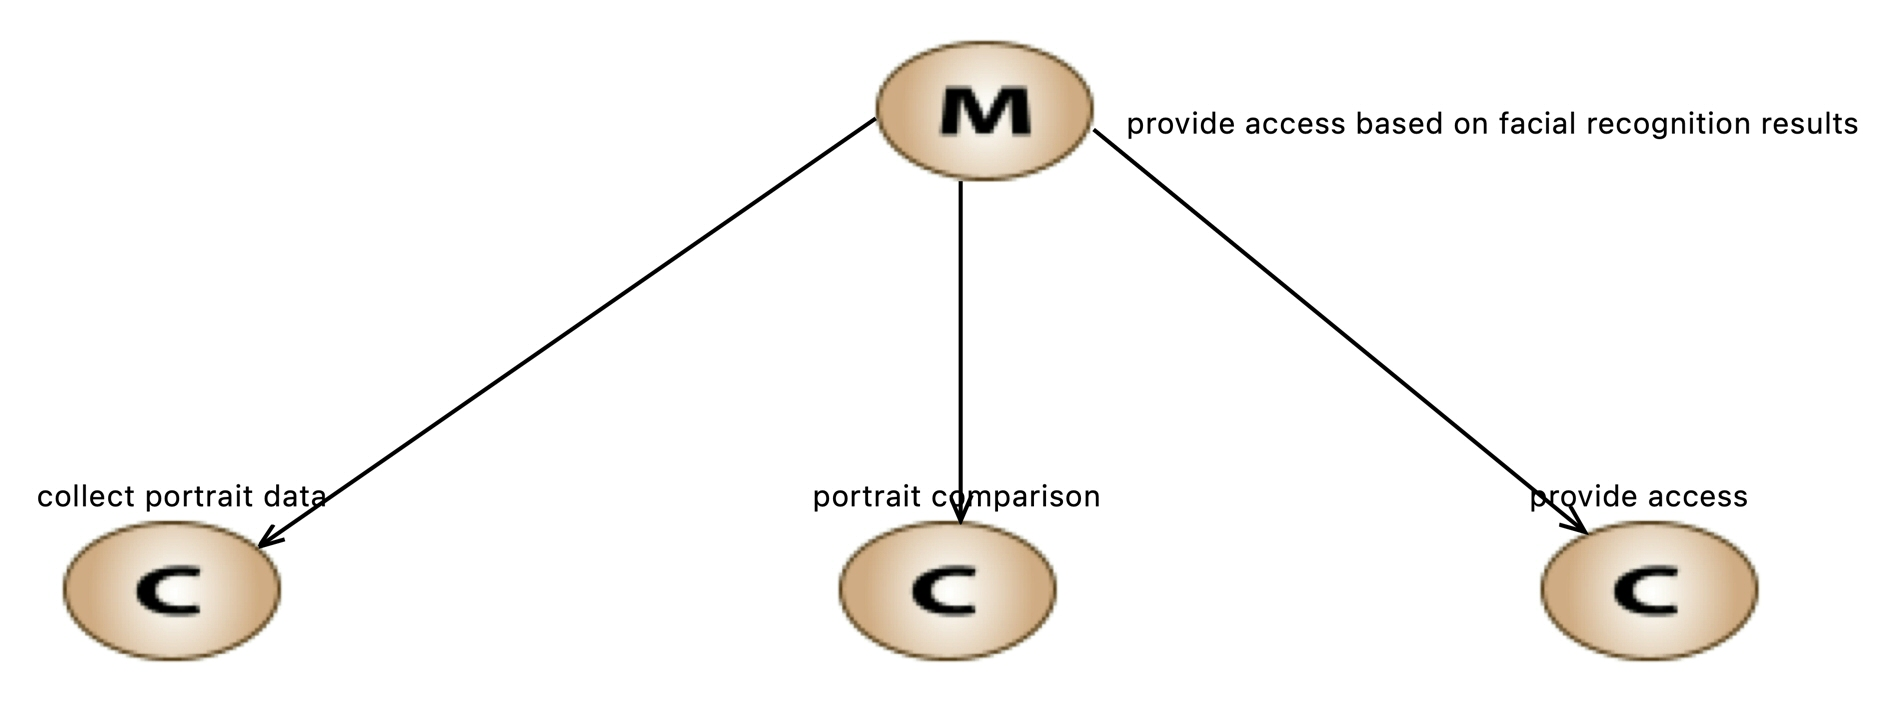 M
provide access based on facial recognition results
collect portrait data
portrait comparison
provide access
C
C
C